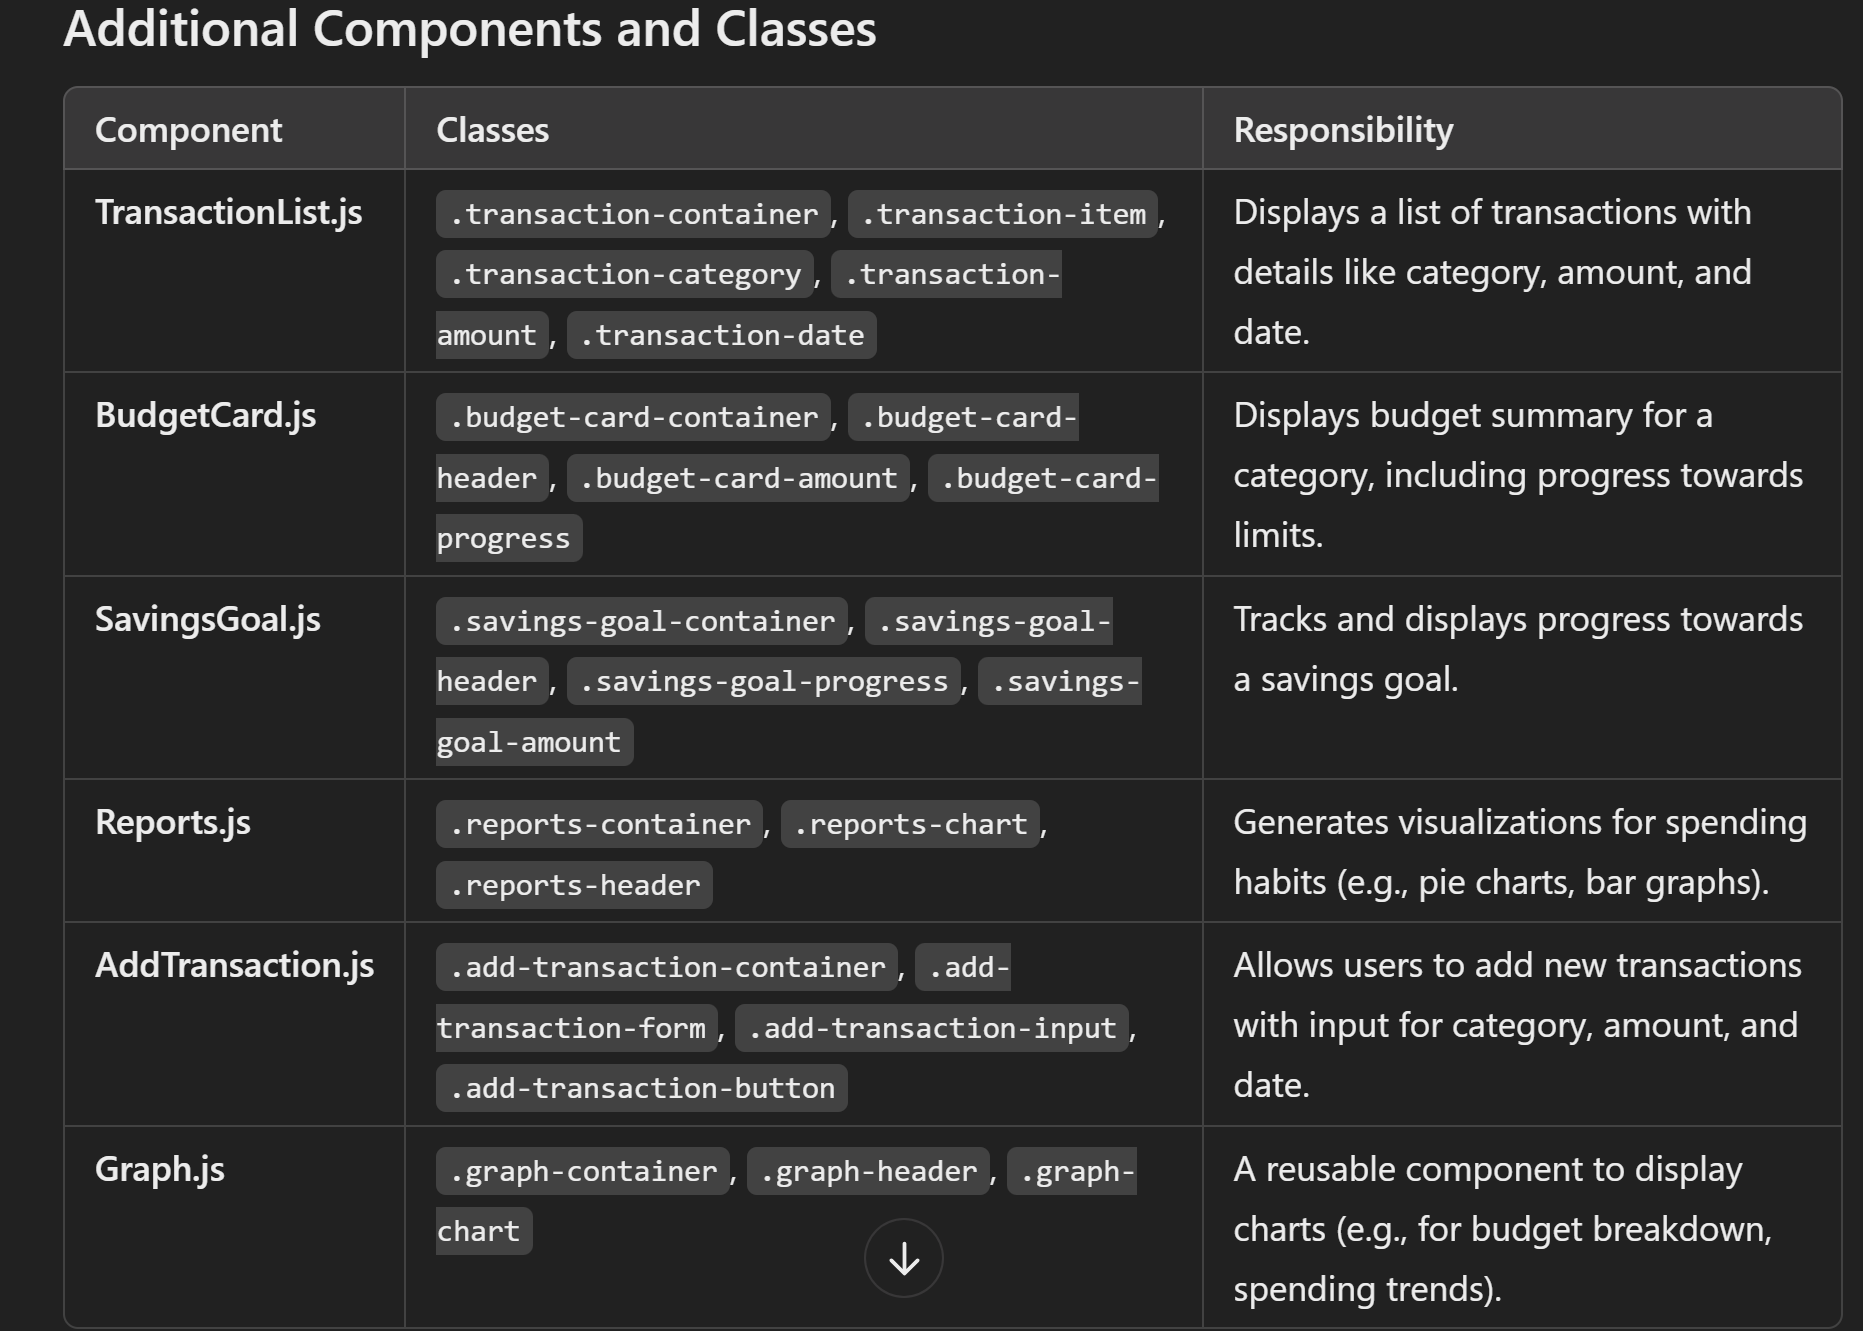 Additional Components and Classes
Component Classes Responsibility
TransactionList.js .transaction-container, .transaction-item, Displays a list of transactions with
.transaction-category, .transaction- details like category, amount, and
amount, .transaction-date date.
BudgetCard.js .budget-card-container, .budget-card- Displays budget summary for a
header, .budget-card-amount, .budget-card- category, including progress towards
progress limits.
SavingsGoal.js .savings-goal-container, .savings-goal- Tracks and displays progress towards
header, .savings-goal-progress, .savings- a savings goal.
goal-amount
Reports.js .reports-container, .reports-chart, Generates visualizations for spending
.reports-header habits (e.g., pie charts, bar graphs).
AddTransaction.js .add-transaction-container, .add- Allows users to add new transactions
transaction-form, .add-transaction-input, with input for category, amount, and
.add-transaction-button date.
Graph.js .graph-container, .graph-header, .graph- A reusable component to display
chart charts (e.g., for budget breakdown,
spending trends).